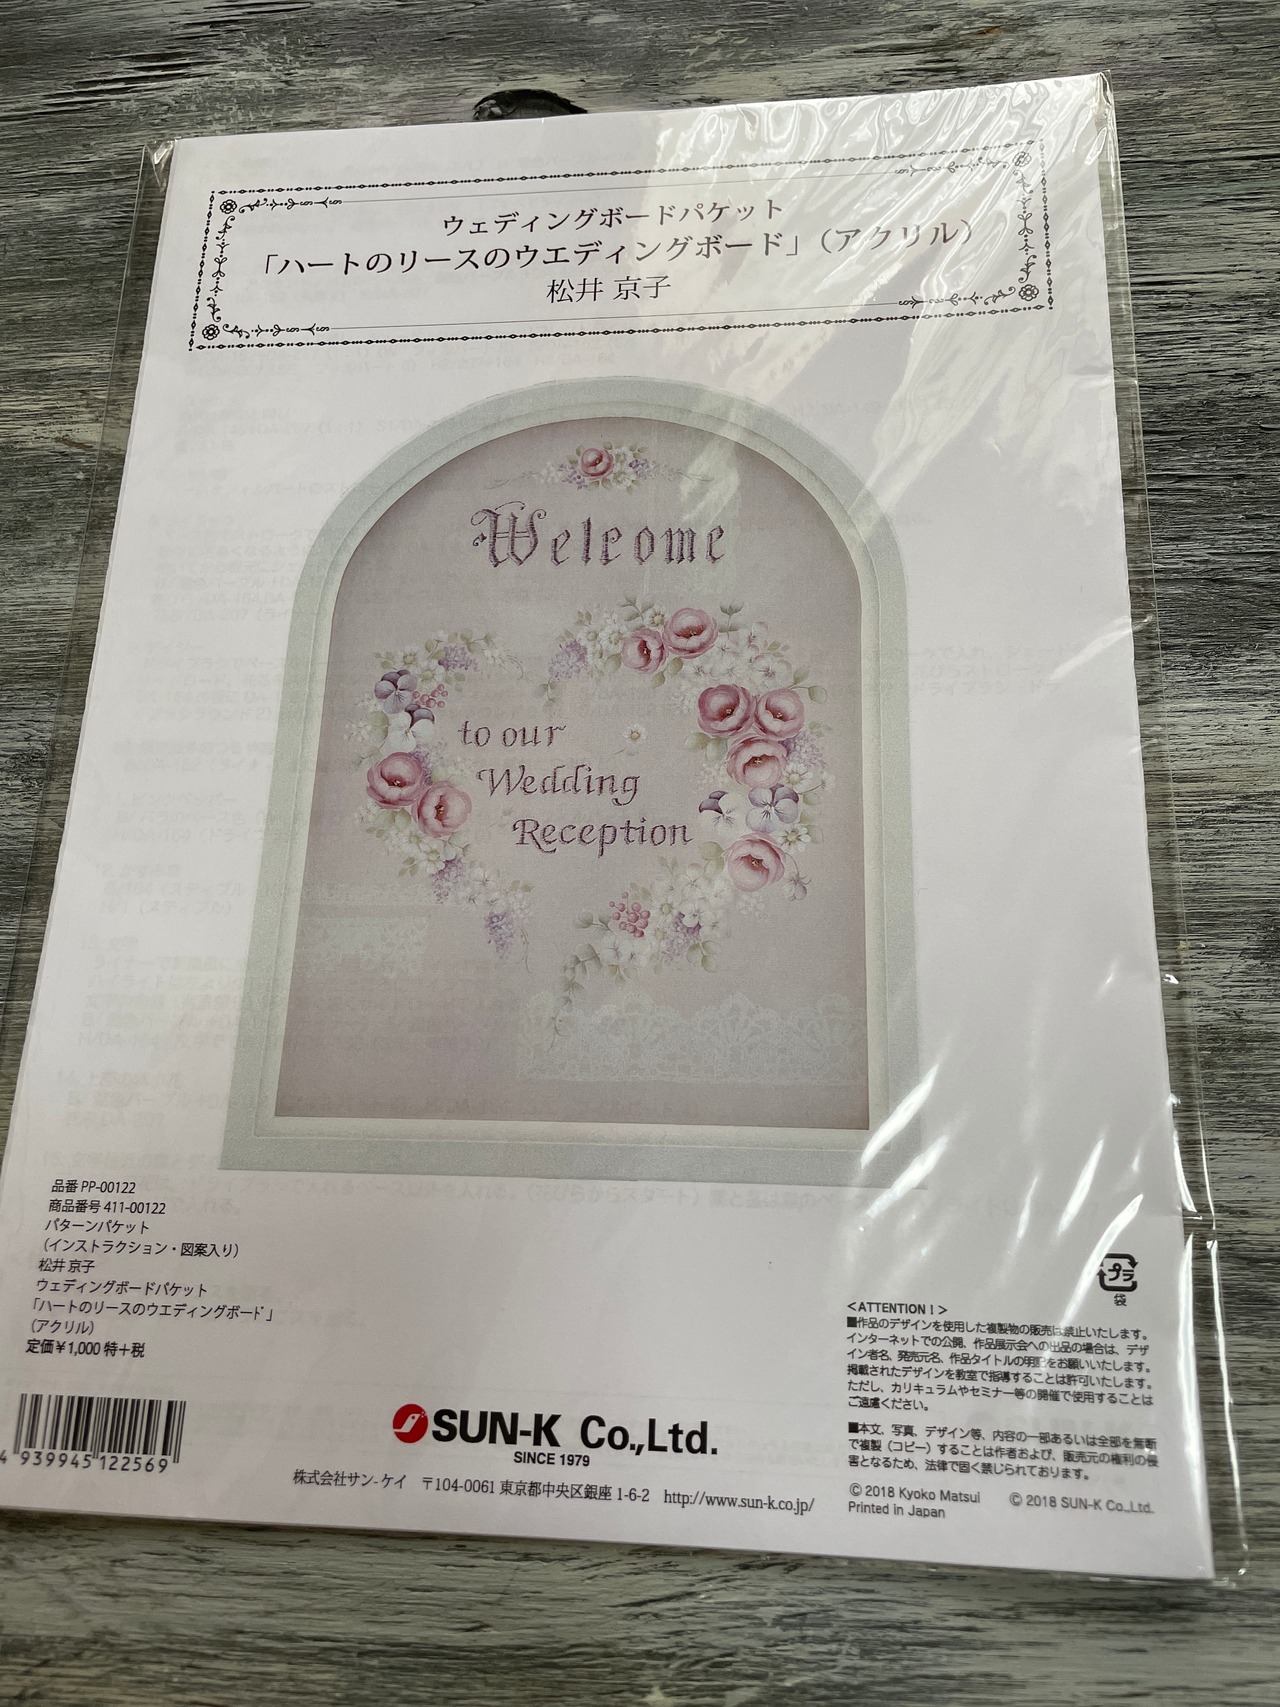 ウェディングボードパケット
「ハートのリースのウエディングボード」（アクリル）
松井 京子
Welcome
to our
Wedding
Reception
品番 PP-00122
商品番号 411-00122
パターンパケット
（インストラクション・図案入り）
松井 京子
ウェディングボードパケット
「ハートのリースのウエディングボード」
（アクリル）
定価￥1,000 特＋税
4 939945 122569
SUN-K Co.,Ltd.
SINCE 1979
株式会社サン-ケイ 〒104-0061 東京都中央区銀座 1-6-2 http://www.sun-k.co.jp/
プラ
袋
＜ATTENTION！＞
■作品のデザインを使用した複製物の販売は禁止いたします。
インターネットでの公開、作品展示会への出品の場合は、デザ
イン者名、発売元名、作品タイトルの明記をお願いいたします。
掲載されたデザインを教室で指導することは許可いたします。
ただし、カリキュラムやセミナー等の開催で使用することは
ご遠慮ください。
■本文、写真、デザイン等、内容の一部あるいは全部を無断
で複製（コピー）することは作者および、販売元の権利の侵
害となるため、法律で固く禁じられております。
© 2018 Kyoko Matsui © 2018 SUN-K Co.,Ltd.
Printed in Japan